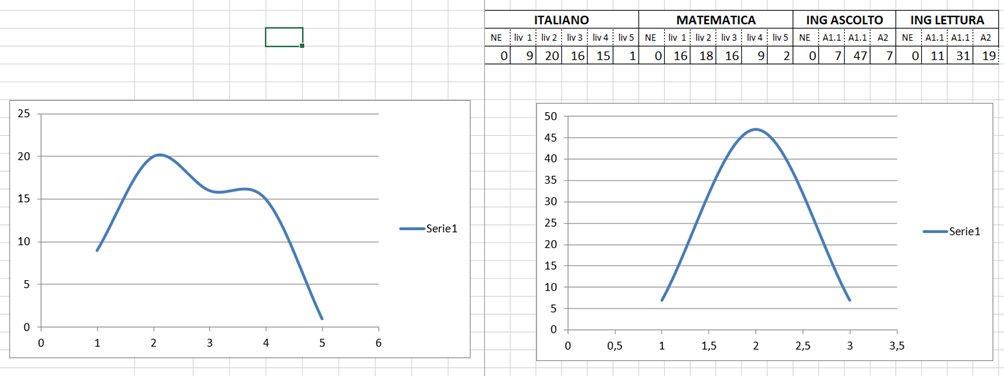 ITALIANO MATEMATICA ING ASCOLTO ING LETTURA
NE liv 1 liv 2 liv 3 liv 4 liv 5 NE liv 1 liv 2 liv 3 liv 4 liv 5 NE A1.1 A1.1 A2 NE A1.1 A1.1 A2
0 9 20 16 15 1 0 16 18 16 9 2 0 7 47 7 0 11 31 19
25
20
15
10
5
0
0 1 2 3 4 5 6
Serie1
50
45
40
35
30
25
20
15
10
5
0
0 0,5 1 1,5 2 2,5 3 3,5
Serie1